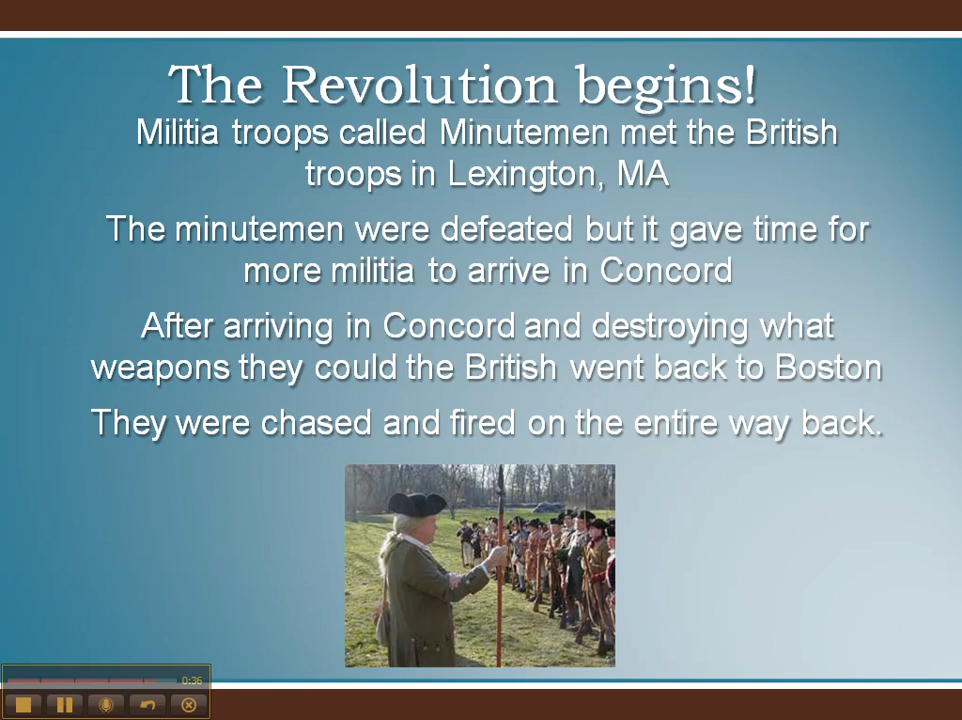 The Revolution begins!
Militia troops called Minutemen met the British
troops in Lexington, MA
The minutemen were defeated but it gave time for
more militia to arrive in Concord
After arriving in Concord and destroying what
weapons they could the British went back to Boston
They were chased and fired on the entire way back.
0:36